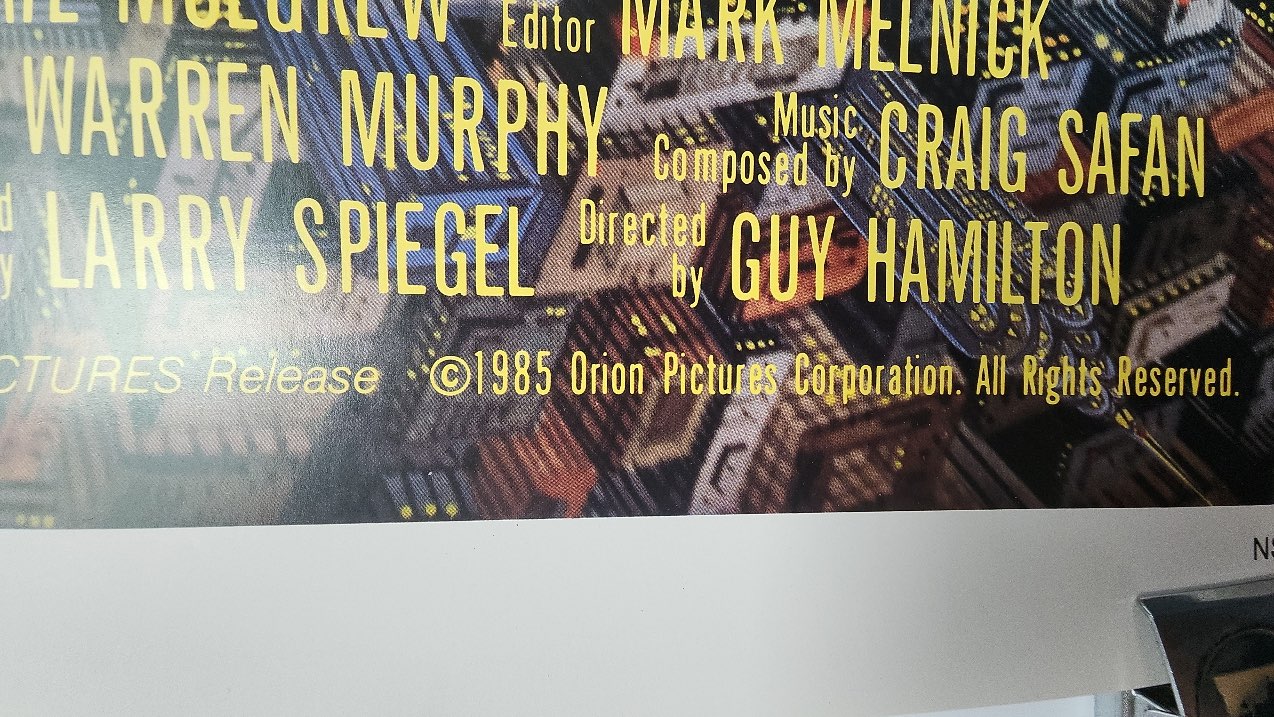 Editor MARK MELNICK
WARREN MURPHY Music Composed by CRAIG SAFAN
LARRY SPIEGEL Directed by GUY HAMILTON
Release ©1985 Orion Pictures Corporation. All Rights Reserved.